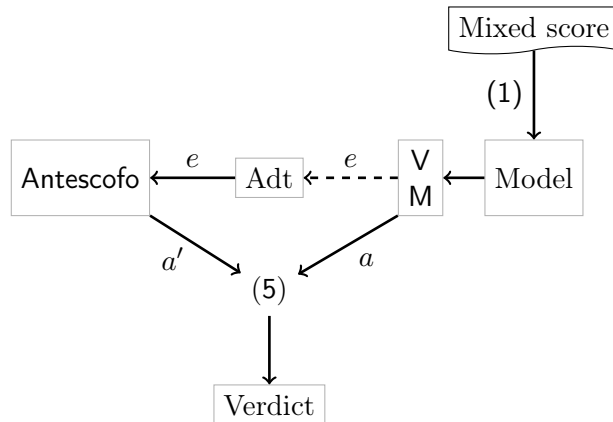 Mixed score
(1)
Antescofo
e
Adt
e
V
M
Model
a′
a
(5)
Verdict